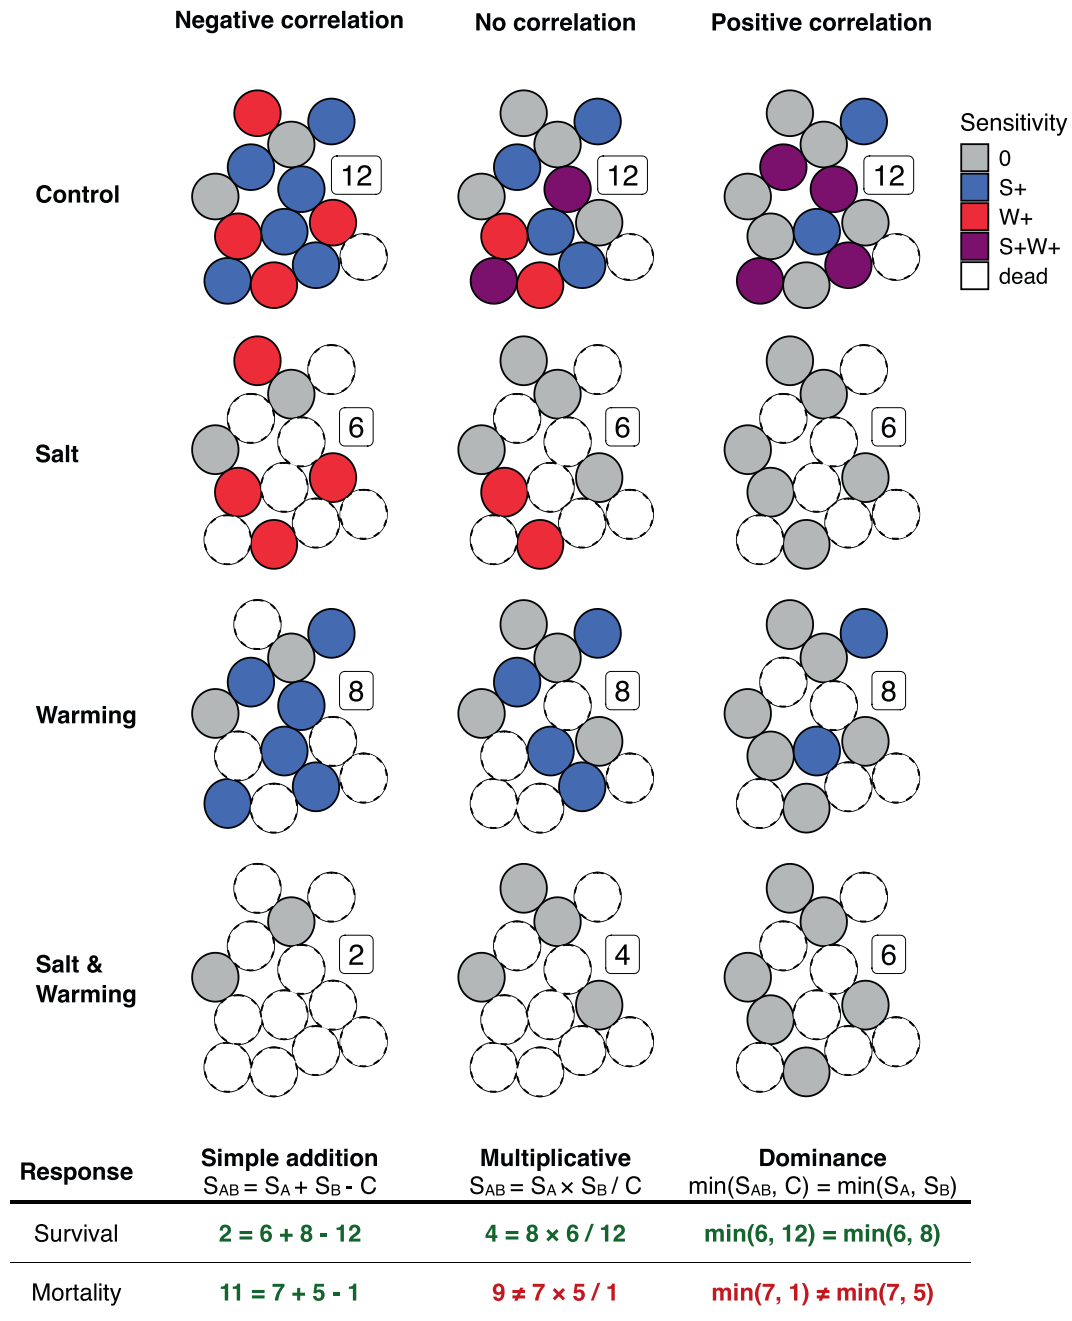 Negative correlation No correlation Positive correlation
Sensitivity
0
S+
W+
S+W+
dead
Control 12 12 12
Salt 6 6 6
Warming 8 8 8
Salt &
Warming 2 4 6
Response Simple addition Multiplicative Dominance
SAB = SA + SB - C SAB = SA × SB / C min(SAB, C) = min(SA, SB)
Survival 2 = 6 + 8 - 12 4 = 8 × 6 / 12 min(6, 12) = min(6, 8)
Mortality 11 = 7 + 5 - 1 9 ≠ 7 × 5 / 1 min(7, 1) ≠ min(7, 5)